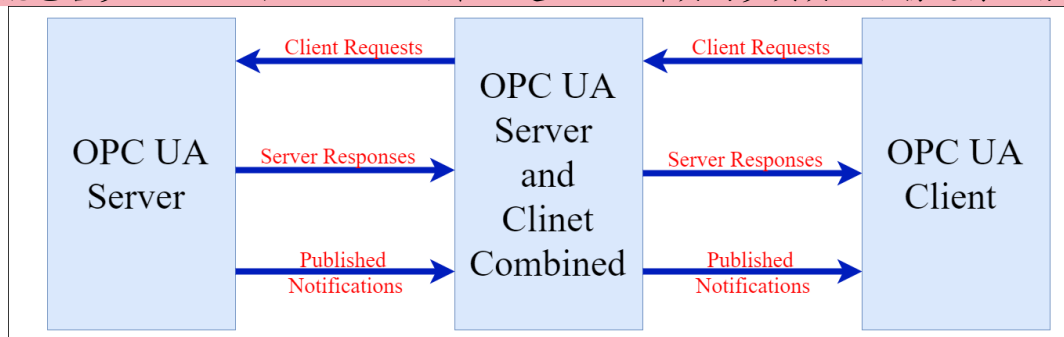 Client Requests
Client Requests
OPC UA
Server
OPC UA
Server
and
Clinet
Combined
OPC UA
Client
Server Responses
Server Responses
Published
Notifications
Published
Notifications